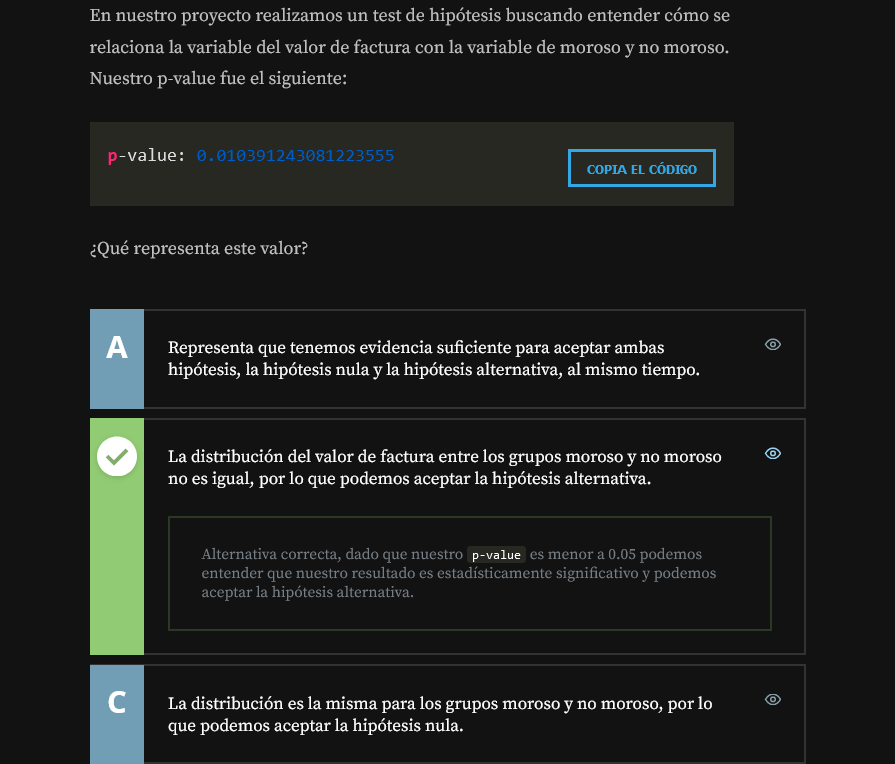 En nuestro proyecto realizamos un test de hipótesis buscando entender cómo se
relaciona la variable del valor de factura con la variable de moroso y no moroso.
Nuestro p-value fue el siguiente:
p-value: 0.010391243081223555
COPIA EL CÓDIGO
¿Qué representa este valor?
A
Representa que tenemos evidencia suficiente para aceptar ambas
hipótesis, la hipótesis nula y la hipótesis alternativa, al mismo tiempo.
La distribución del valor de factura entre los grupos moroso y no moroso
no es igual, por lo que podemos aceptar la hipótesis alternativa.
Alternativa correcta, dado que nuestro p-value es menor a 0.05 podemos
entender que nuestro resultado es estadísticamente significativo y podemos
aceptar la hipótesis alternativa.
C
La distribución es la misma para los grupos moroso y no moroso, por lo
que podemos aceptar la hipótesis nula.